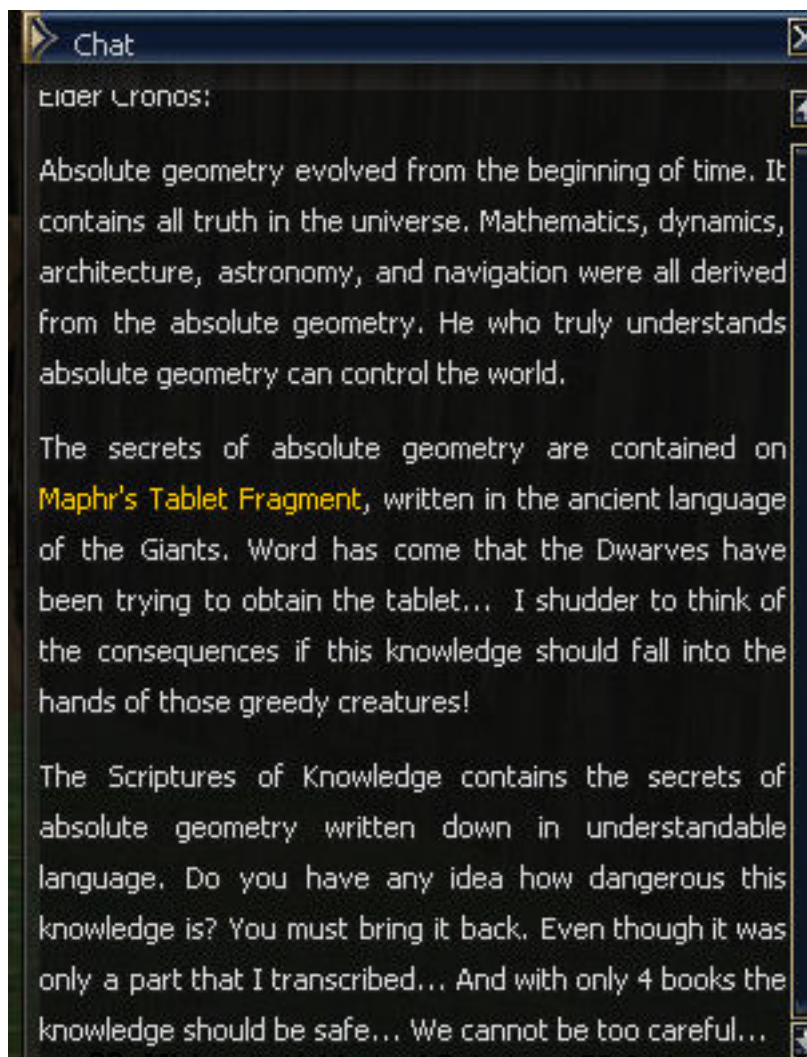 Chat
Elder Cronos:
Absolute geometry evolved from the beginning of time. It
contains all truth in the universe. Mathematics, dynamics,
architecture, astronomy, and navigation were all derived
from the absolute geometry. He who truly understands
absolute geometry can control the world.
The secrets of absolute geometry are contained on
Maphr's Tablet Fragment, written in the ancient language
of the Giants. Word has come that the Dwarves have
been trying to obtain the tablet... I shudder to think of
the consequences if this knowledge should fall into the
hands of those greedy creatures!
The Scriptures of Knowledge contains the secrets of
absolute geometry written down in understandable
language. Do you have any idea how dangerous this
knowledge is? You must bring it back. Even though it was
only a part that I transcribed... And with only 4 books the
knowledge should be safe... We cannot be too careful...